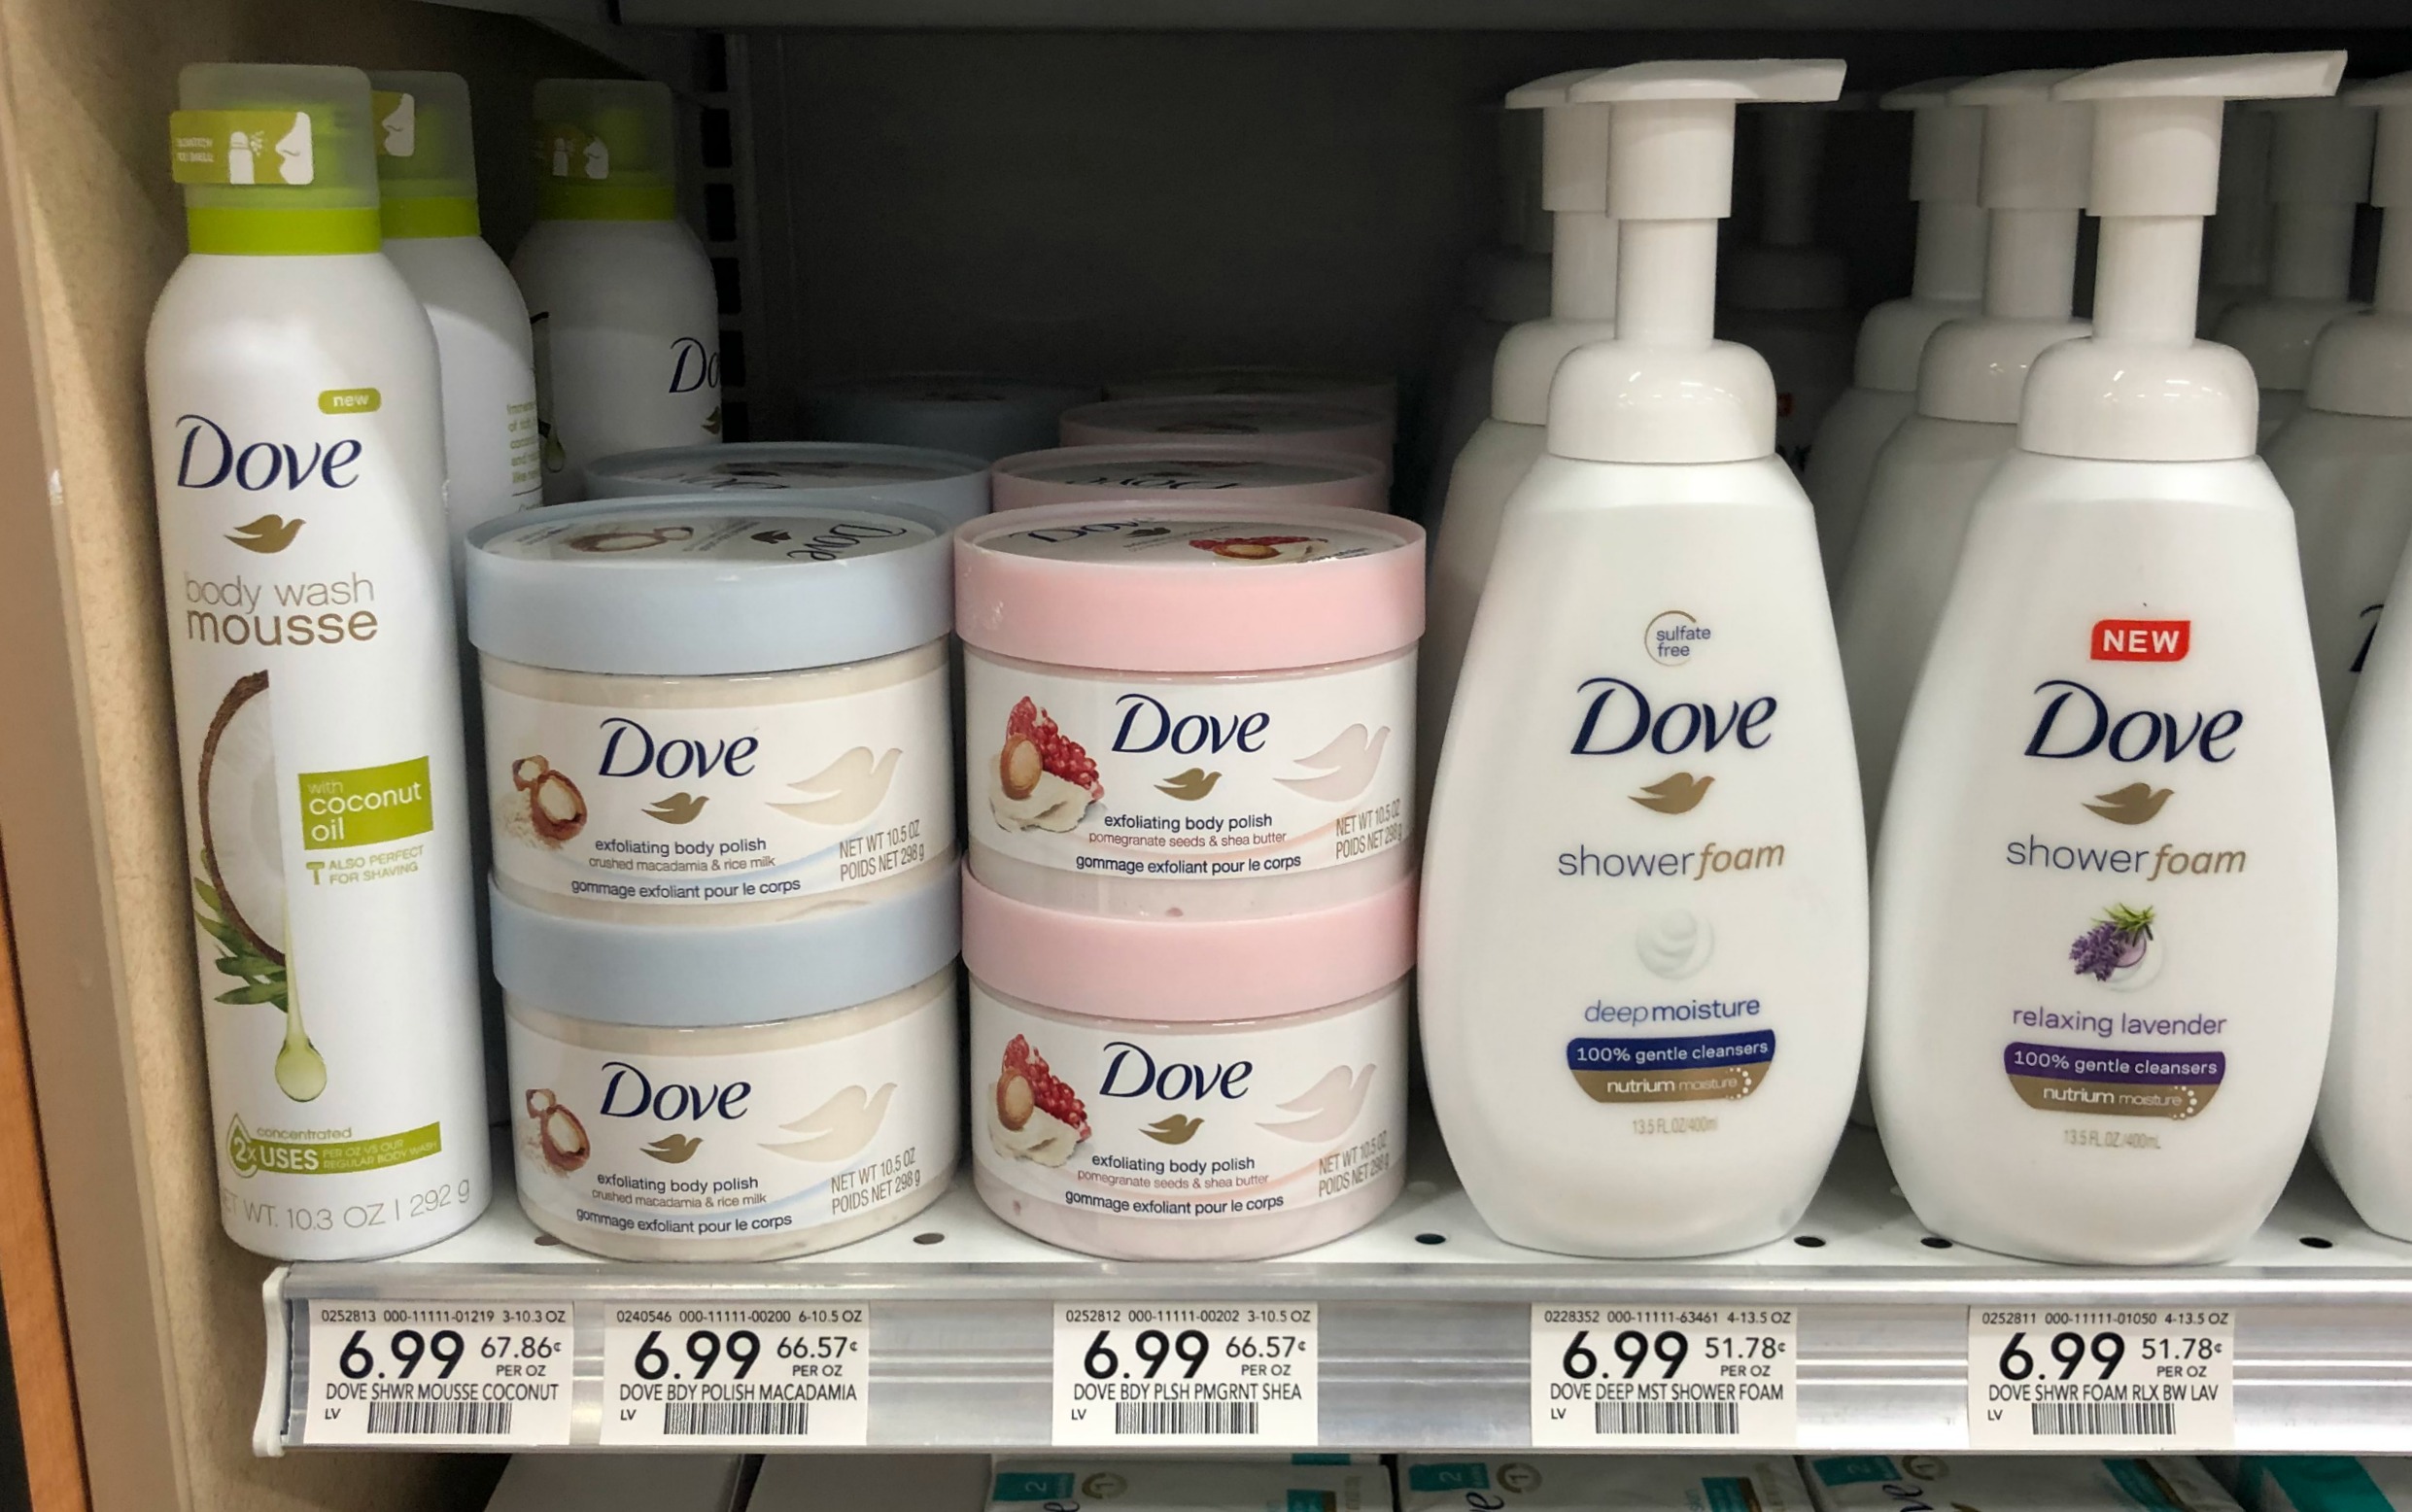 new
Dove
body wash
mousse
with
coconut
oil
ALSO PERFECT
FOR SHAVING
concentrated
2x USES
PER OZ VS OUR
REGULAR BODY WASH
WT. 10.3 OZ | 292 g
Do
Dove
Dove
exfoliating body polish
crushed macadamia & rice milk
gommage exfoliant pour le corps
NET WT 10.5 OZ
POIDS NET 298 g
Dove
exfoliating body polish
crushed macadamia & rice milk
gommage exfoliant pour le corps
NET WT 10.5 OZ
POIDS NET 298 g
Dove
Dove
exfoliating body polish
pomegranate seeds & shea butter
gommage exfoliant pour le corps
NET WT 10.5 OZ
POIDS NET 298 g
Dove
exfoliating body polish
pomegranate seeds & shea butter
gommage exfoliant pour le corps
NET WT 10.5 OZ
POIDS NET 298 g
sulfate
free
Dove
showerfoam
deepmoisture
100% gentle cleansers
nutrium moisture
13.5 FL OZ/400ml
NEW
Dove
showerfoam
relaxing lavender
100% gentle cleansers
nutrium moisture
13.5 FL.OZ./400mL
0252813 000-11111-01219 3-10.3 OZ
6.99 67.86¢
PER OZ
DOVE SHWR MOUSSE COCONUT
LV
0240546 000-11111-00200 6-10.5 OZ
6.99 66.57¢
PER OZ
DOVE BDY POLISH MACADAMIA
LV
0252812 000-11111-00202 3-10.5 OZ
6.99 66.57¢
PER OZ
DOVE BDY PLSH PMGRNT SHEA
LV
0228352 000-11111-63461 4-13.5 OZ
6.99 51.78¢
PER OZ
DOVE DEEP MST SHOWER FOAM
LV
0252811 000-11111-01050 4-13.5 OZ
6.99 51.78¢
PER OZ
DOVE SHWR FOAM RLX BW LAV
LV